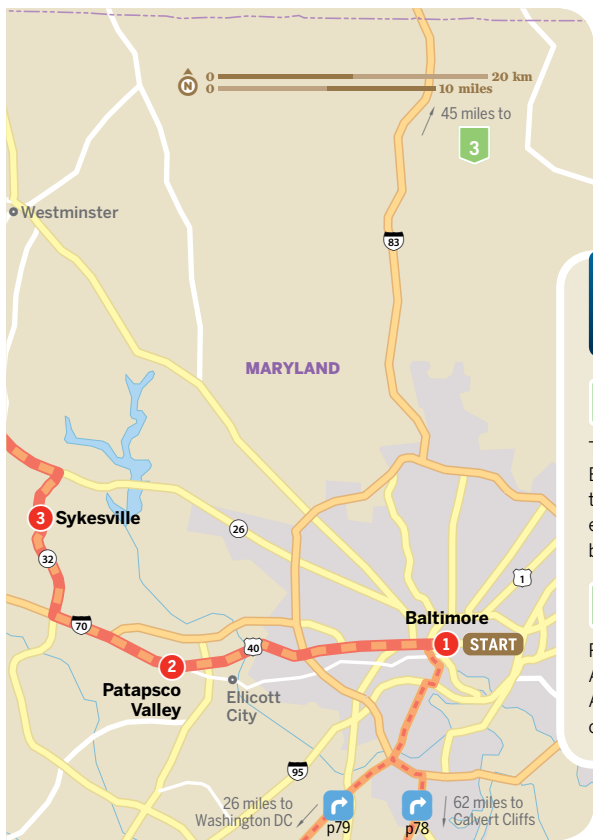 0 20 km
N
0 10 miles
45 miles to
3
Westminster
83
MARYLAND
3 Sykesville
26
32
1
70
Baltimore
1 START
40
2
Patapsco
Valley
Ellicott
City
95
26 miles to
Washington DC
p79
p78
62 miles to
Calvert Cliffs